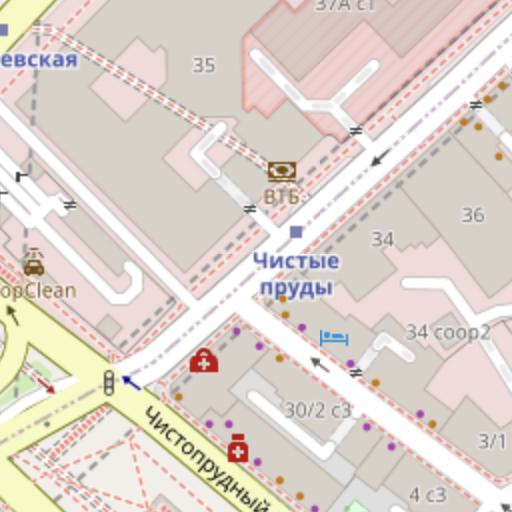 37А с1
35
евская
ВТБ
36
34
Чистые
пруды
opClean
34 соор2
30/2 с3
3/1
Чистопрудный
4 с3